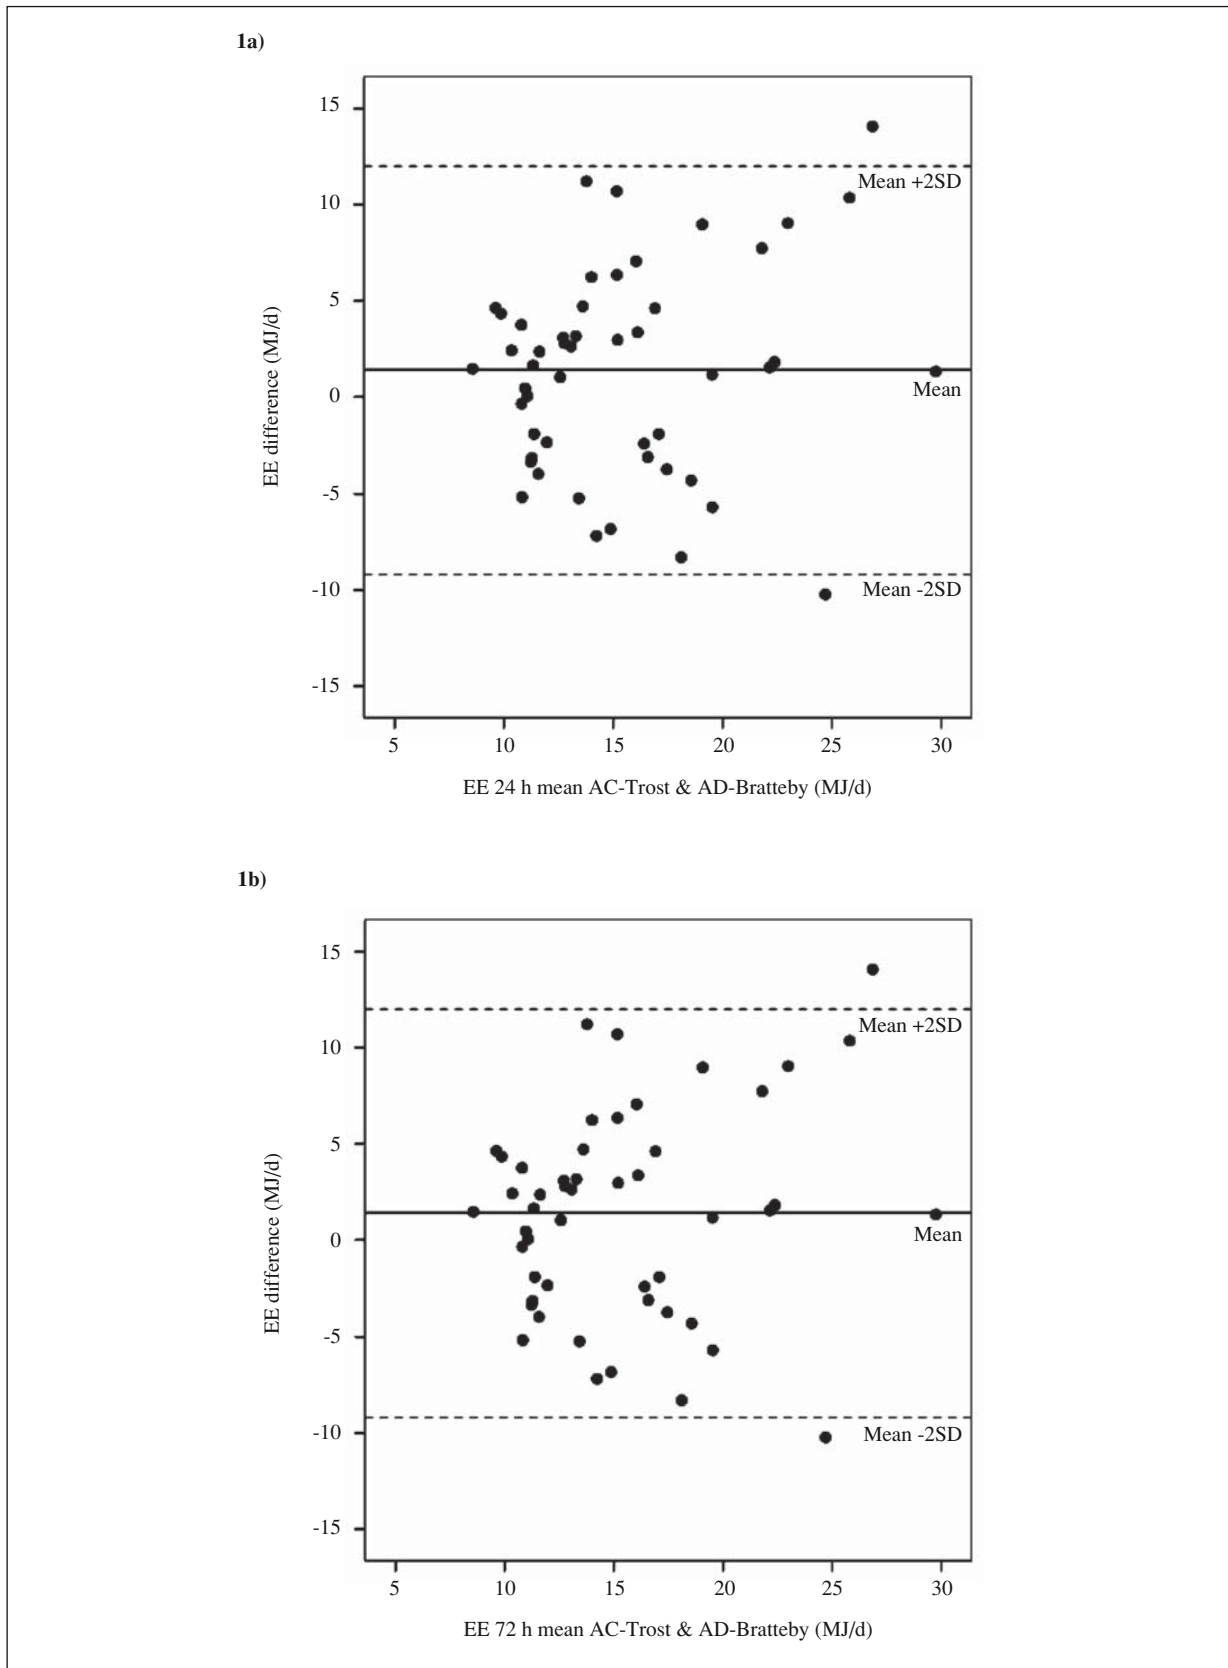 1a)
15
Mean +2SD
10
5
EE difference (MJ/d)
Mean
0
-5
Mean -2SD
-10
-15
5 10 15 20 25 30
EE 24 h mean AC-Trost & AD-Bratteby (MJ/d)
1b)
15
Mean +2SD
10
5
EE difference (MJ/d)
Mean
0
-5
Mean -2SD
-10
-15
5 10 15 20 25 30
EE 72 h mean AC-Trost & AD-Bratteby (MJ/d)